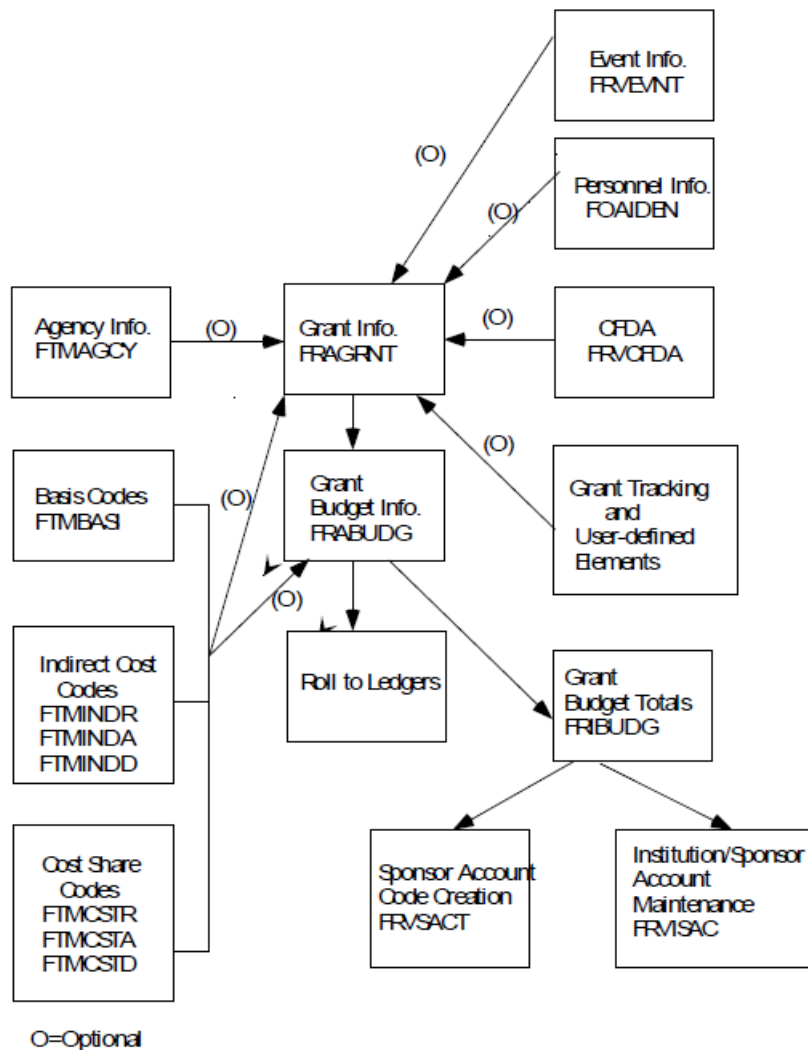 Event Info.
FRVEVNT
(O)
Personnel Info.
FOAIDEN
(O)
Agency Info.
FTMAGCY
(O)
Grant Info.
FRAGRNT
(O)
CFDA
FRVCFDA
(O)
Basis Codes
FTMBASI
(O)
Grant
Budget Info.
FRABUDG
Grant Tracking
and
User-defined
Elements
(O)
Indirect Cost
Codes
FTMINDR
FTMINDA
FTMINDD
Roll to Ledgers
Grant
Budget Totals
FRIBUDG
Cost Share
Codes
FTMCSTR
FTMCSTA
FTMCSTD
Sponsor Account
Code Creation
FRVSACT
Institution/Sponsor
Account
Maintenance
FRVISAC
O=Optional